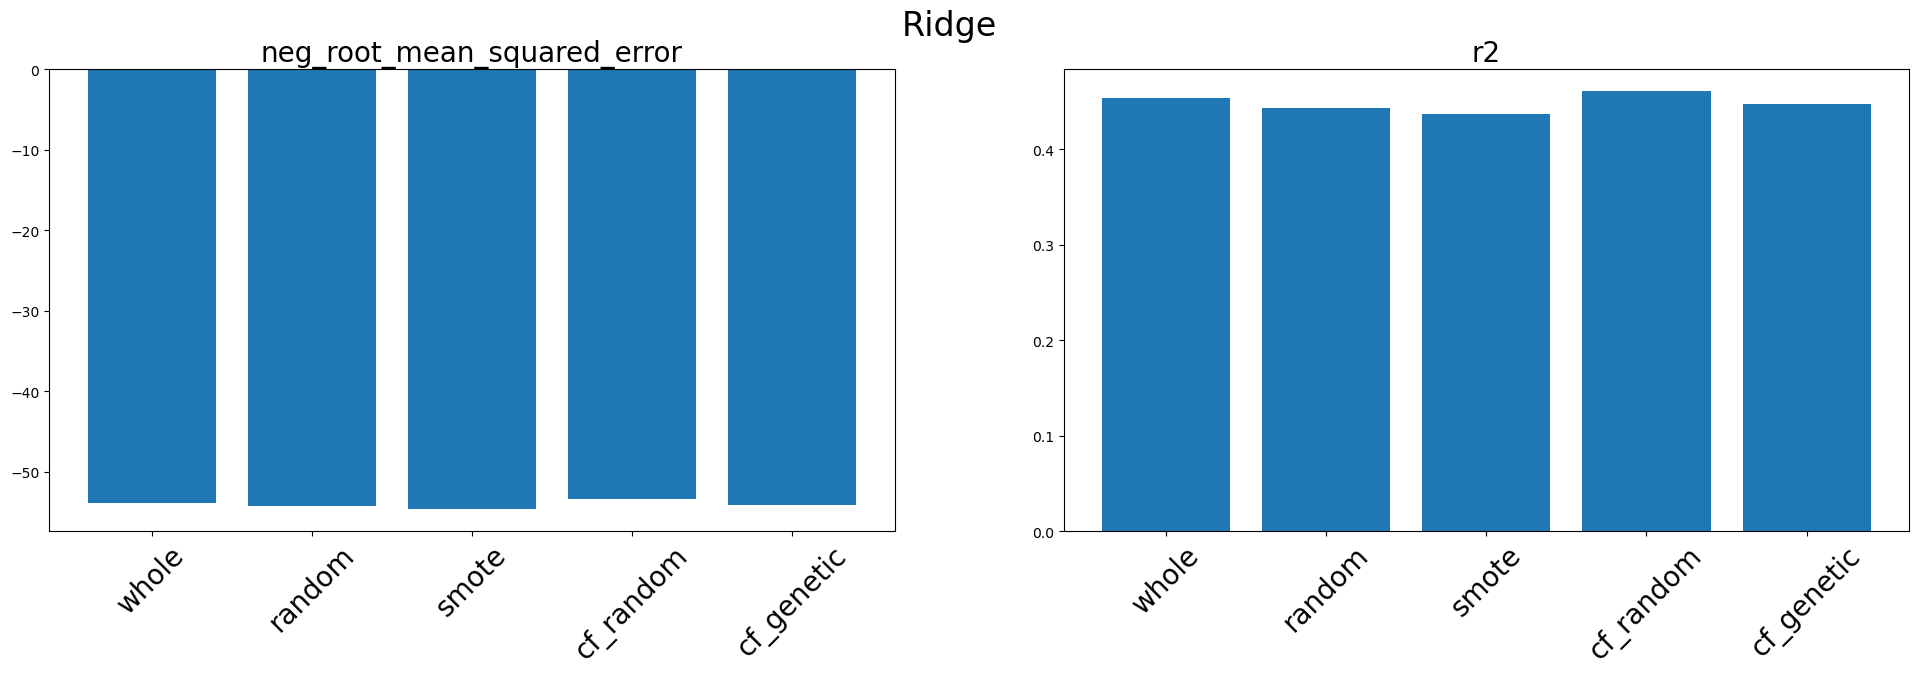 Ridge
neg_root_mean_squared_error
0
−10
−20
−30
−40
−50
whole
random
smote
cf_random
cf_genetic
r2
0.4
0.3
0.2
0.1
0.0
whole
random
smote
cf_random
cf_genetic